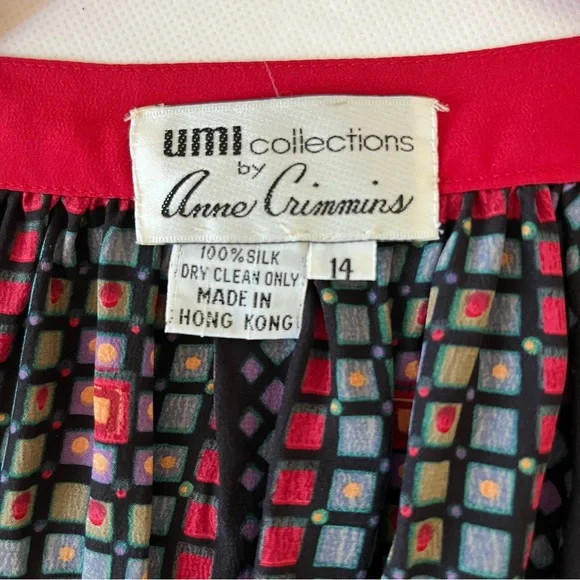 umi collections
by
Anne Crimmins
100% SILK
DRY CLEAN ONLY
MADE IN
HONG KONG
14